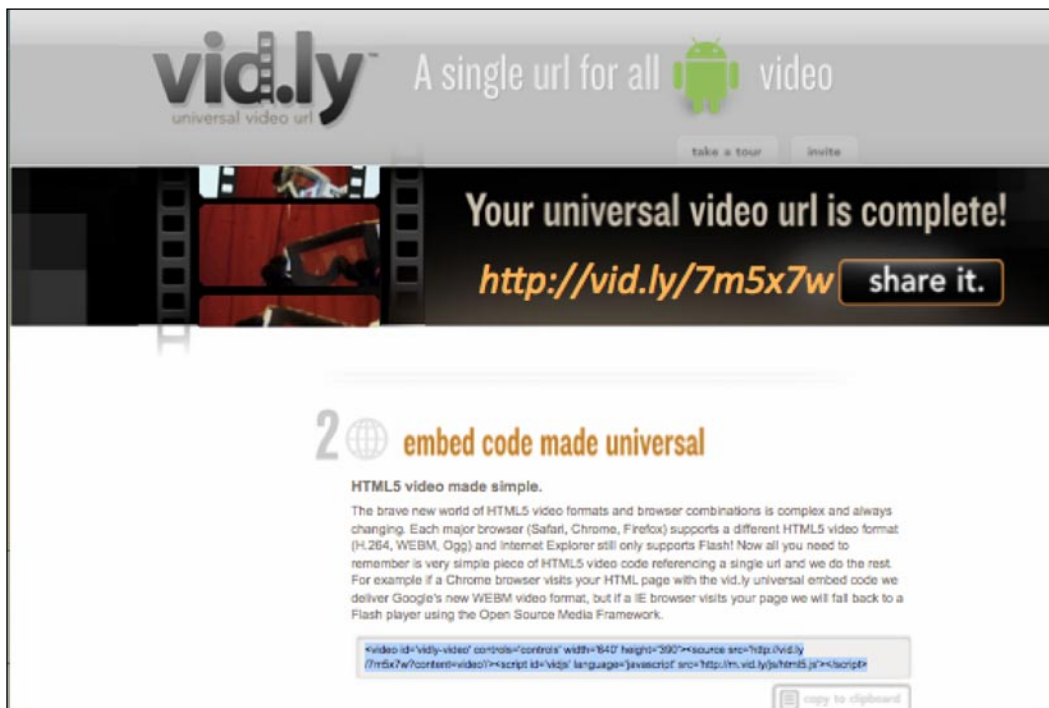 vid.ly™
universal video url
A single url for all video
take a tour
invite
Your universal video url is complete!
http://vid.ly/7m5x7w
share it.
2
embed code made universal
HTML5 video made simple.
The brave new world of HTML5 video formats and browser combinations is complex and always
changing. Each major browser (Safari, Chrome, Firefox) supports a different HTML5 video format
(H.264, WEBM, Ogg) and Internet Explorer still only supports Flash! Now all you need to
remember is very simple piece of HTML5 video code referencing a single url and we do the rest.
For example if a Chrome browser visits your HTML page with the vid.ly universal embed code we
deliver Google's new WEBM video format, but if a IE browser visits your page we will fall back to a
Flash player using the Open Source Media Framework.
<video id='vidly-video' controls='controls' width='640' height='390'><source src='http://vid.ly
/7m5x7w?content=video'/><script id='vidjs' language='javascript' src='http://m.vid.ly/js/html5.js'></script>
copy to clipboard